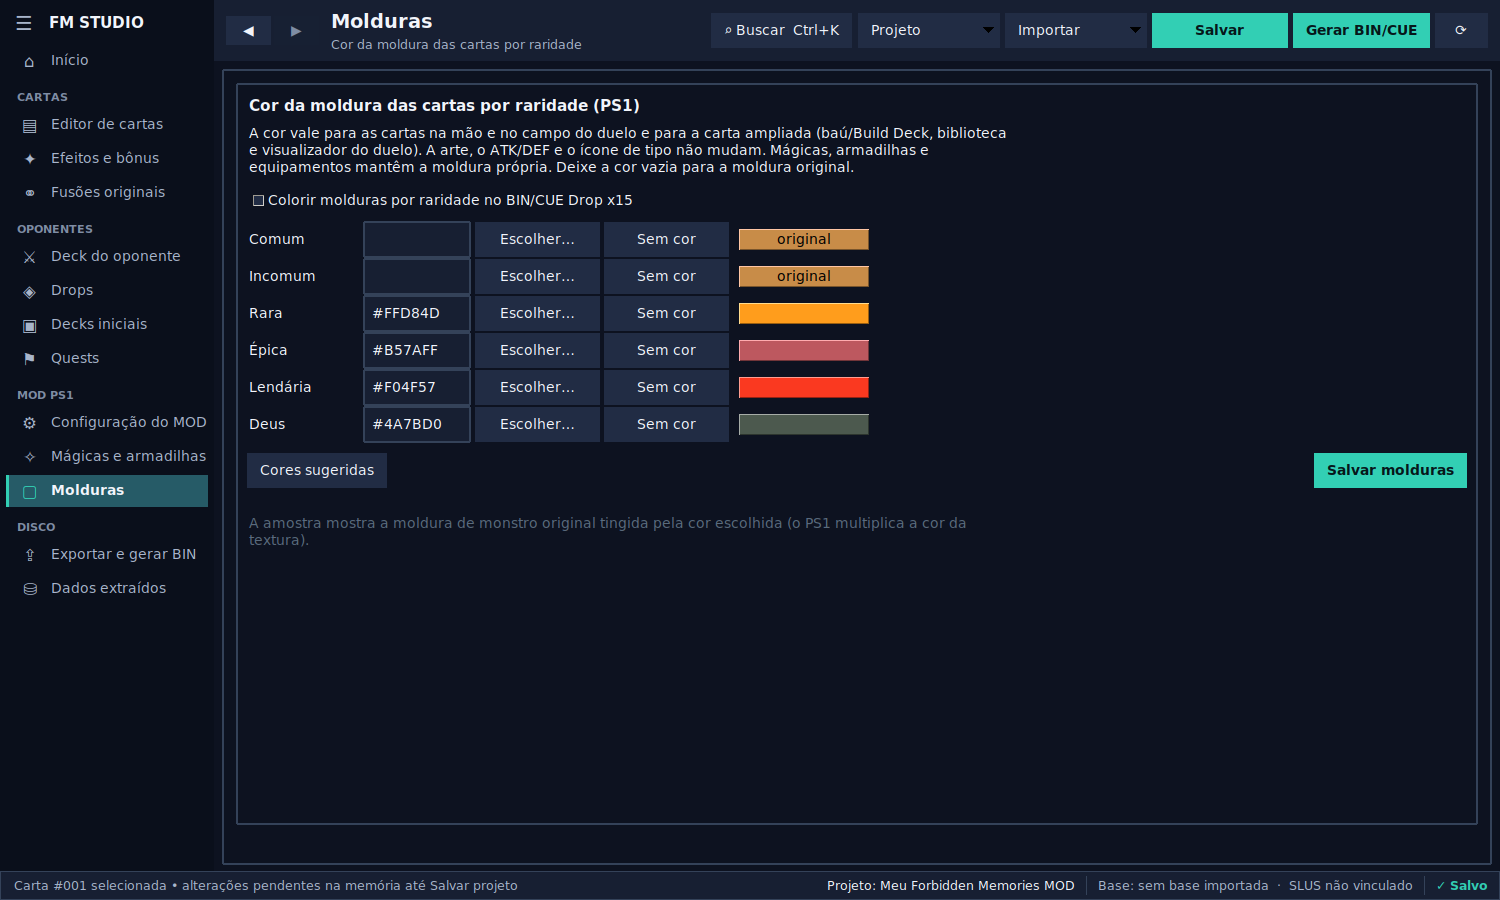 ☰ FM STUDIO
⌂ Início
CARTAS
▤ Editor de cartas
✦ Efeitos e bônus
⚭ Fusões originais
OPONENTES
⚔ Deck do oponente
◈ Drops
▣ Decks iniciais
⚑ Quests
MOD PS1
⚙ Configuração do MOD
✧ Mágicas e armadilhas
▢ Molduras
DISCO
⇪ Exportar e gerar BIN
⛁ Dados extraídos
◀ ▶ Molduras
Cor da moldura das cartas por raridade
⌕ Buscar Ctrl+K
Projeto
Importar
Salvar
Gerar BIN/CUE
⟳
Cor da moldura das cartas por raridade (PS1)
A cor vale para as cartas na mão e no campo do duelo e para a carta ampliada (baú/Build Deck, biblioteca
e visualizador do duelo). A arte, o ATK/DEF e o ícone de tipo não mudam. Mágicas, armadilhas e
equipamentos mantêm a moldura própria. Deixe a cor vazia para a moldura original.
Colorir molduras por raridade no BIN/CUE Drop x15
Comum Escolher... Sem cor original
Incomum Escolher... Sem cor original
Rara #FFD84D Escolher... Sem cor
Épica #B57AFF Escolher... Sem cor
Lendária #F04F57 Escolher... Sem cor
Deus #4A7BD0 Escolher... Sem cor
Cores sugeridas
Salvar molduras
A amostra mostra a moldura de monstro original tingida pela cor escolhida (o PS1 multiplica a cor da
textura).
Carta #001 selecionada • alterações pendentes na memória até Salvar projeto
Projeto: Meu Forbidden Memories MOD
Base: sem base importada · SLUS não vinculado
✓ Salvo